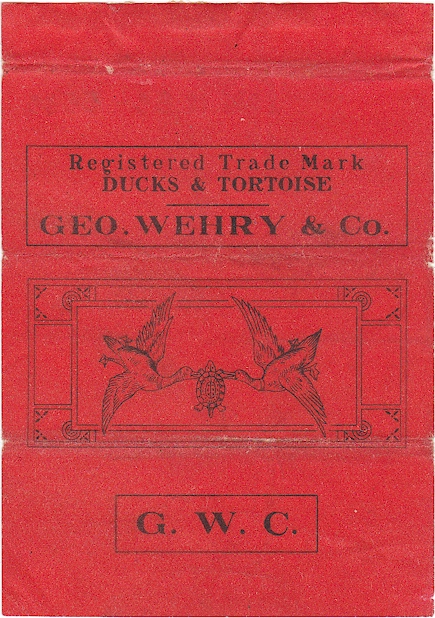 Registered Trade Mark
DUCKS & TORTOISE
GEO. WEHRY & Co.
G. W. C.